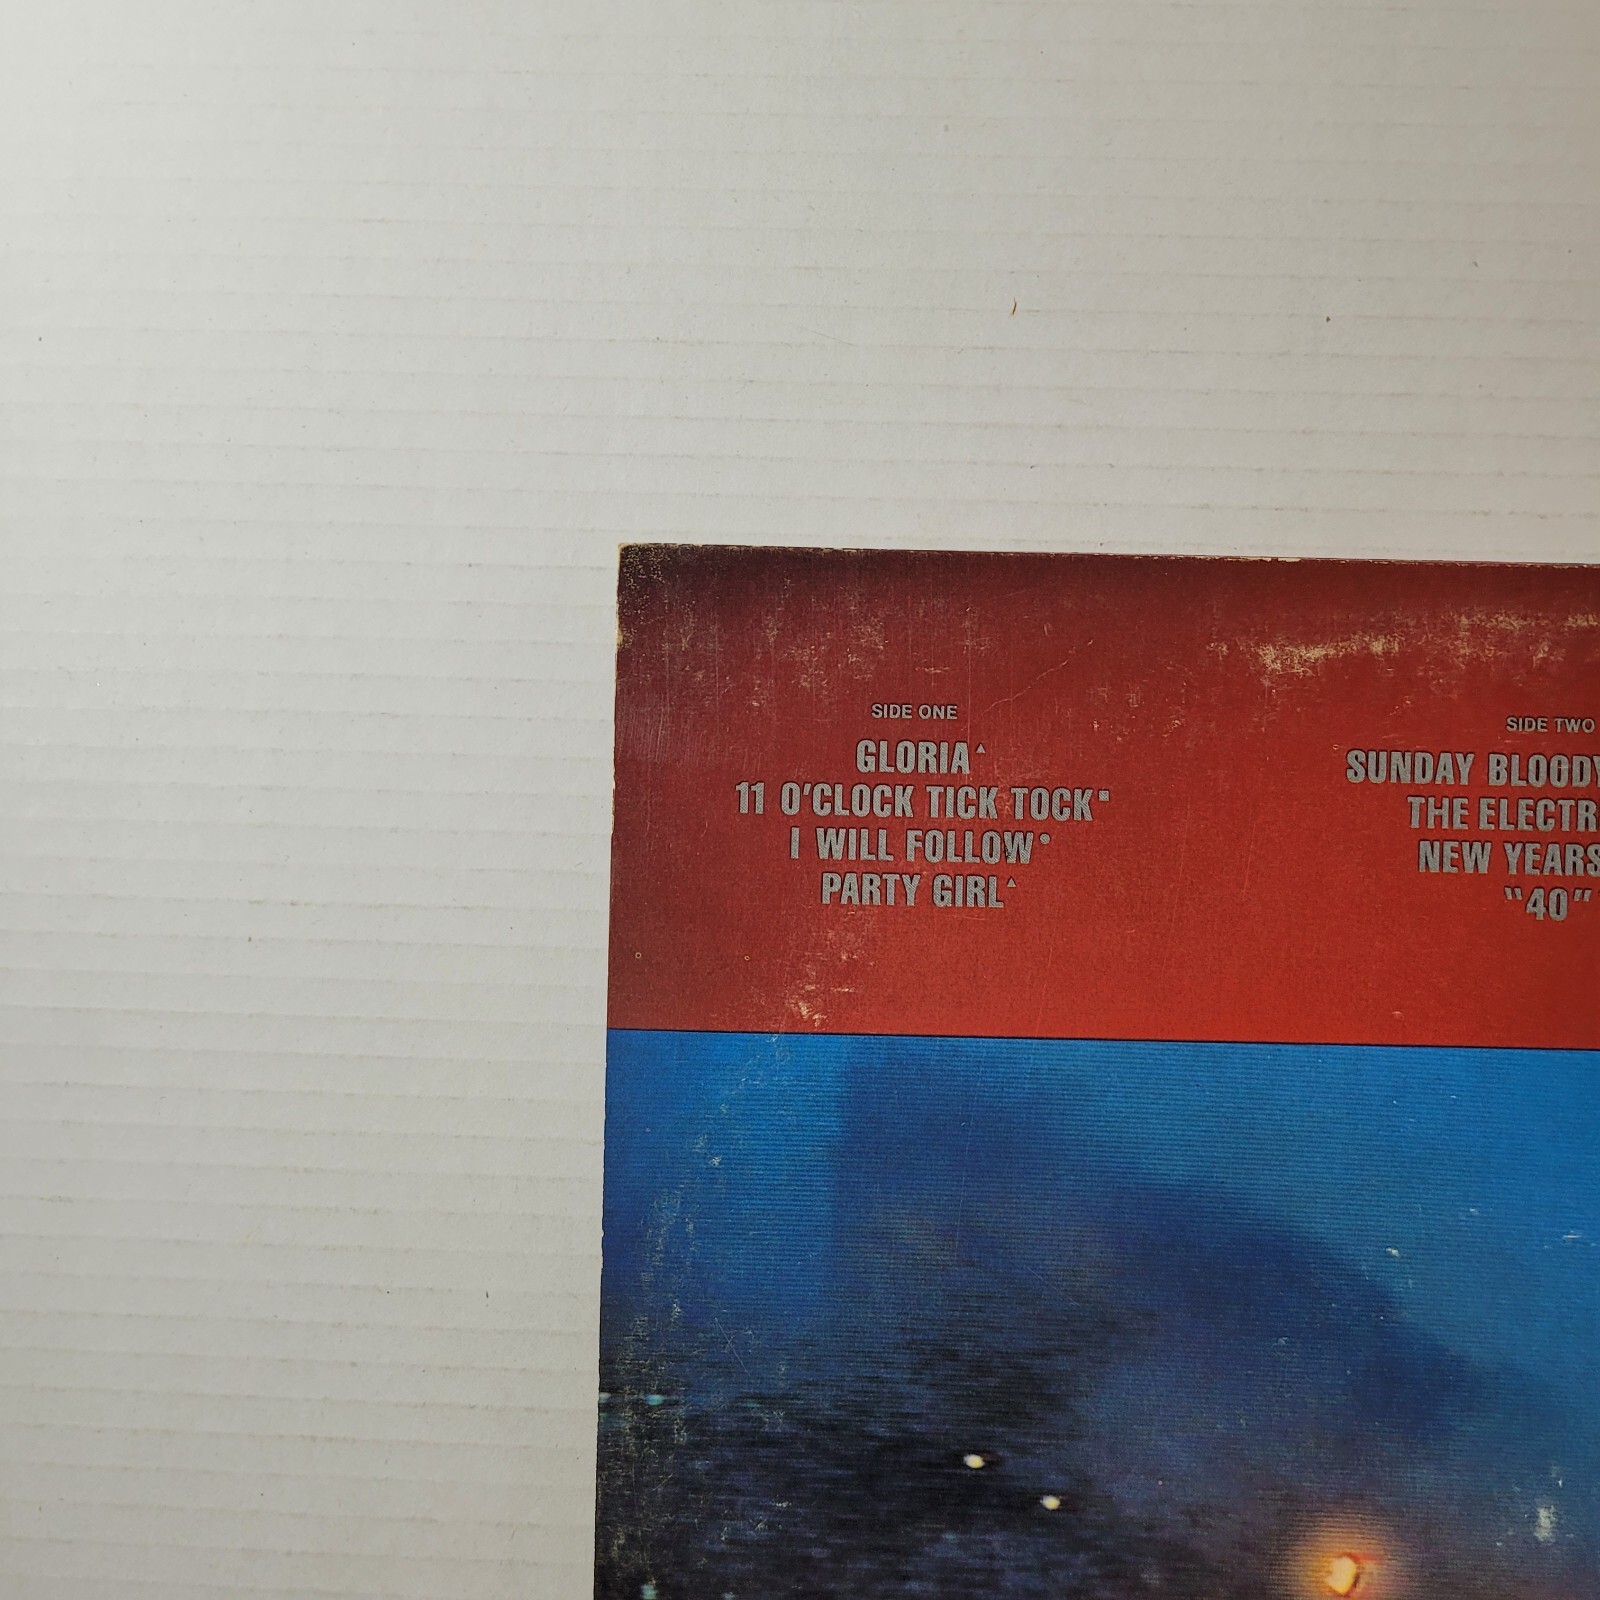 SIDE ONE
GLORIA▲
11 O'CLOCK TICK TOCK■
I WILL FOLLOW●
PARTY GIRL▲
SIDE TWO
SUNDAY BLOODY
THE ELECTR
NEW YEARS
"40"